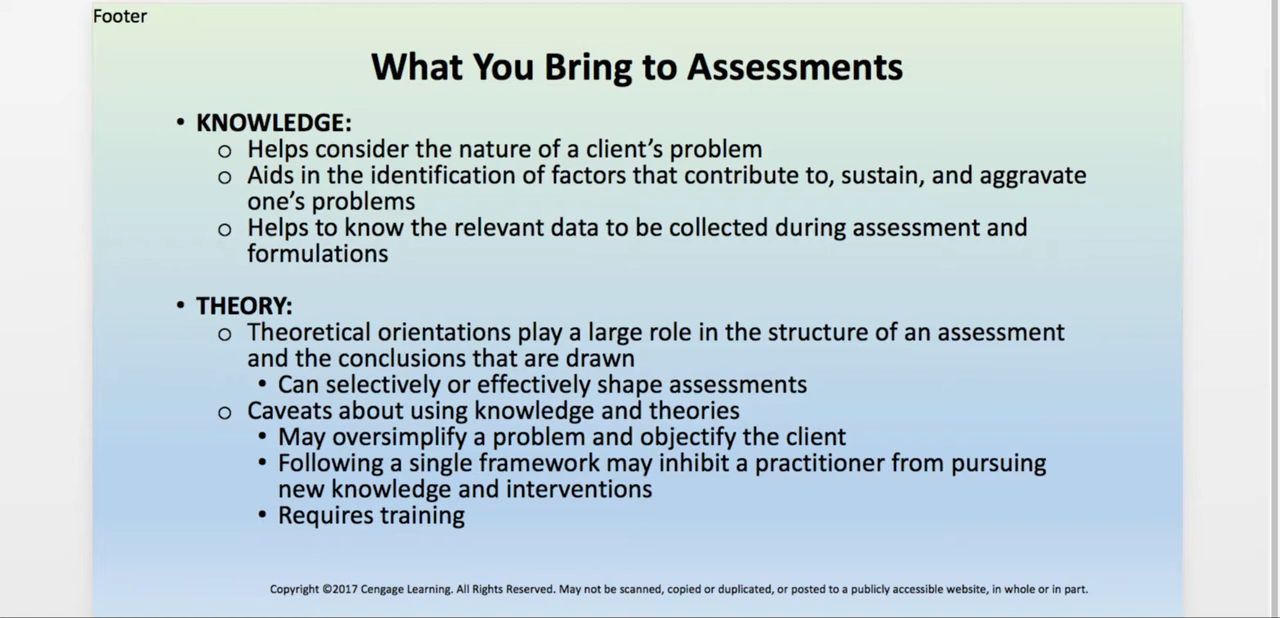 Footer
What You Bring to Assessments
• KNOWLEDGE:
o Helps consider the nature of a client’s problem
o Aids in the identification of factors that contribute to, sustain, and aggravate
one’s problems
o Helps to know the relevant data to be collected during assessment and
formulations
• THEORY:
o Theoretical orientations play a large role in the structure of an assessment
and the conclusions that are drawn
• Can selectively or effectively shape assessments
o Caveats about using knowledge and theories
• May oversimplify a problem and objectify the client
• Following a single framework may inhibit a practitioner from pursuing
new knowledge and interventions
• Requires training
Copyright ©2017 Cengage Learning. All Rights Reserved. May not be scanned, copied or duplicated, or posted to a publicly accessible website, in whole or in part.